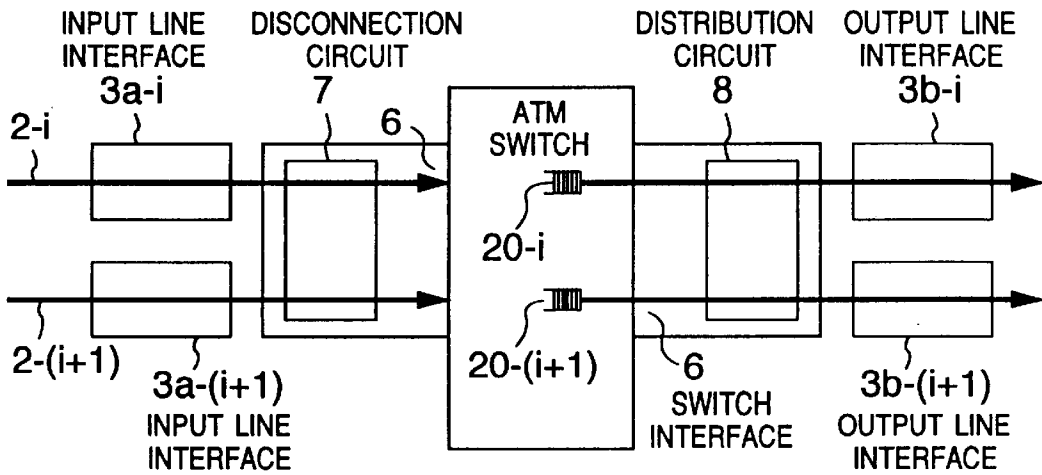 INPUT LINE
INTERFACE
3a-i
DISCONNECTION
CIRCUIT
7
DISTRIBUTION
CIRCUIT
8
OUTPUT LINE
INTERFACE
3b-i
2-i
6
ATM
SWITCH
20-i
2-(i+1)
3a-(i+1)
INPUT LINE
INTERFACE
20-(i+1)
6
SWITCH
INTERFACE
3b-(i+1)
OUTPUT LINE
INTERFACE